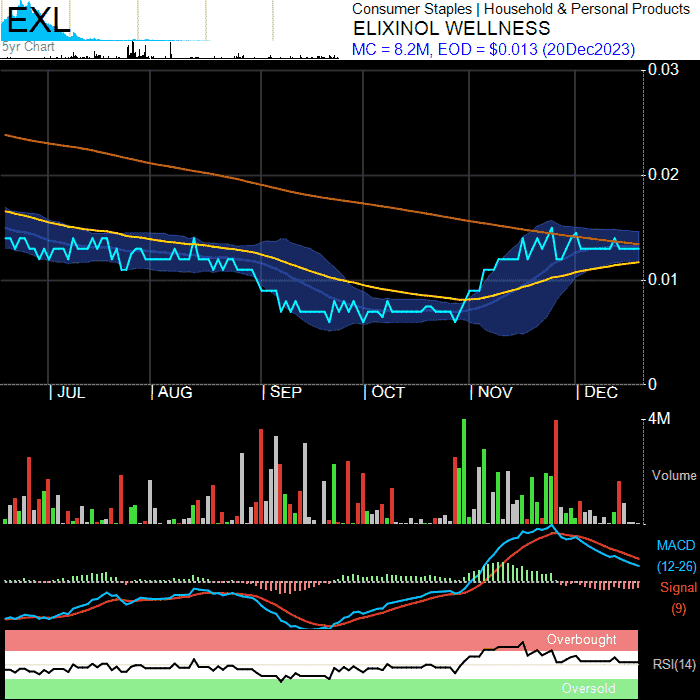 EXL
5yr Chart
Consumer Staples | Household & Personal Products
ELIXINOL WELLNESS
MC = 8.2M, EOD = $0.013 (20Dec2023)
0.03
0.02
0.01
0
JUL
AUG
SEP
OCT
NOV
DEC
4M
Volume
MACD
(12-26)
Signal
(9)
Overbought
RSI(14)
Oversold